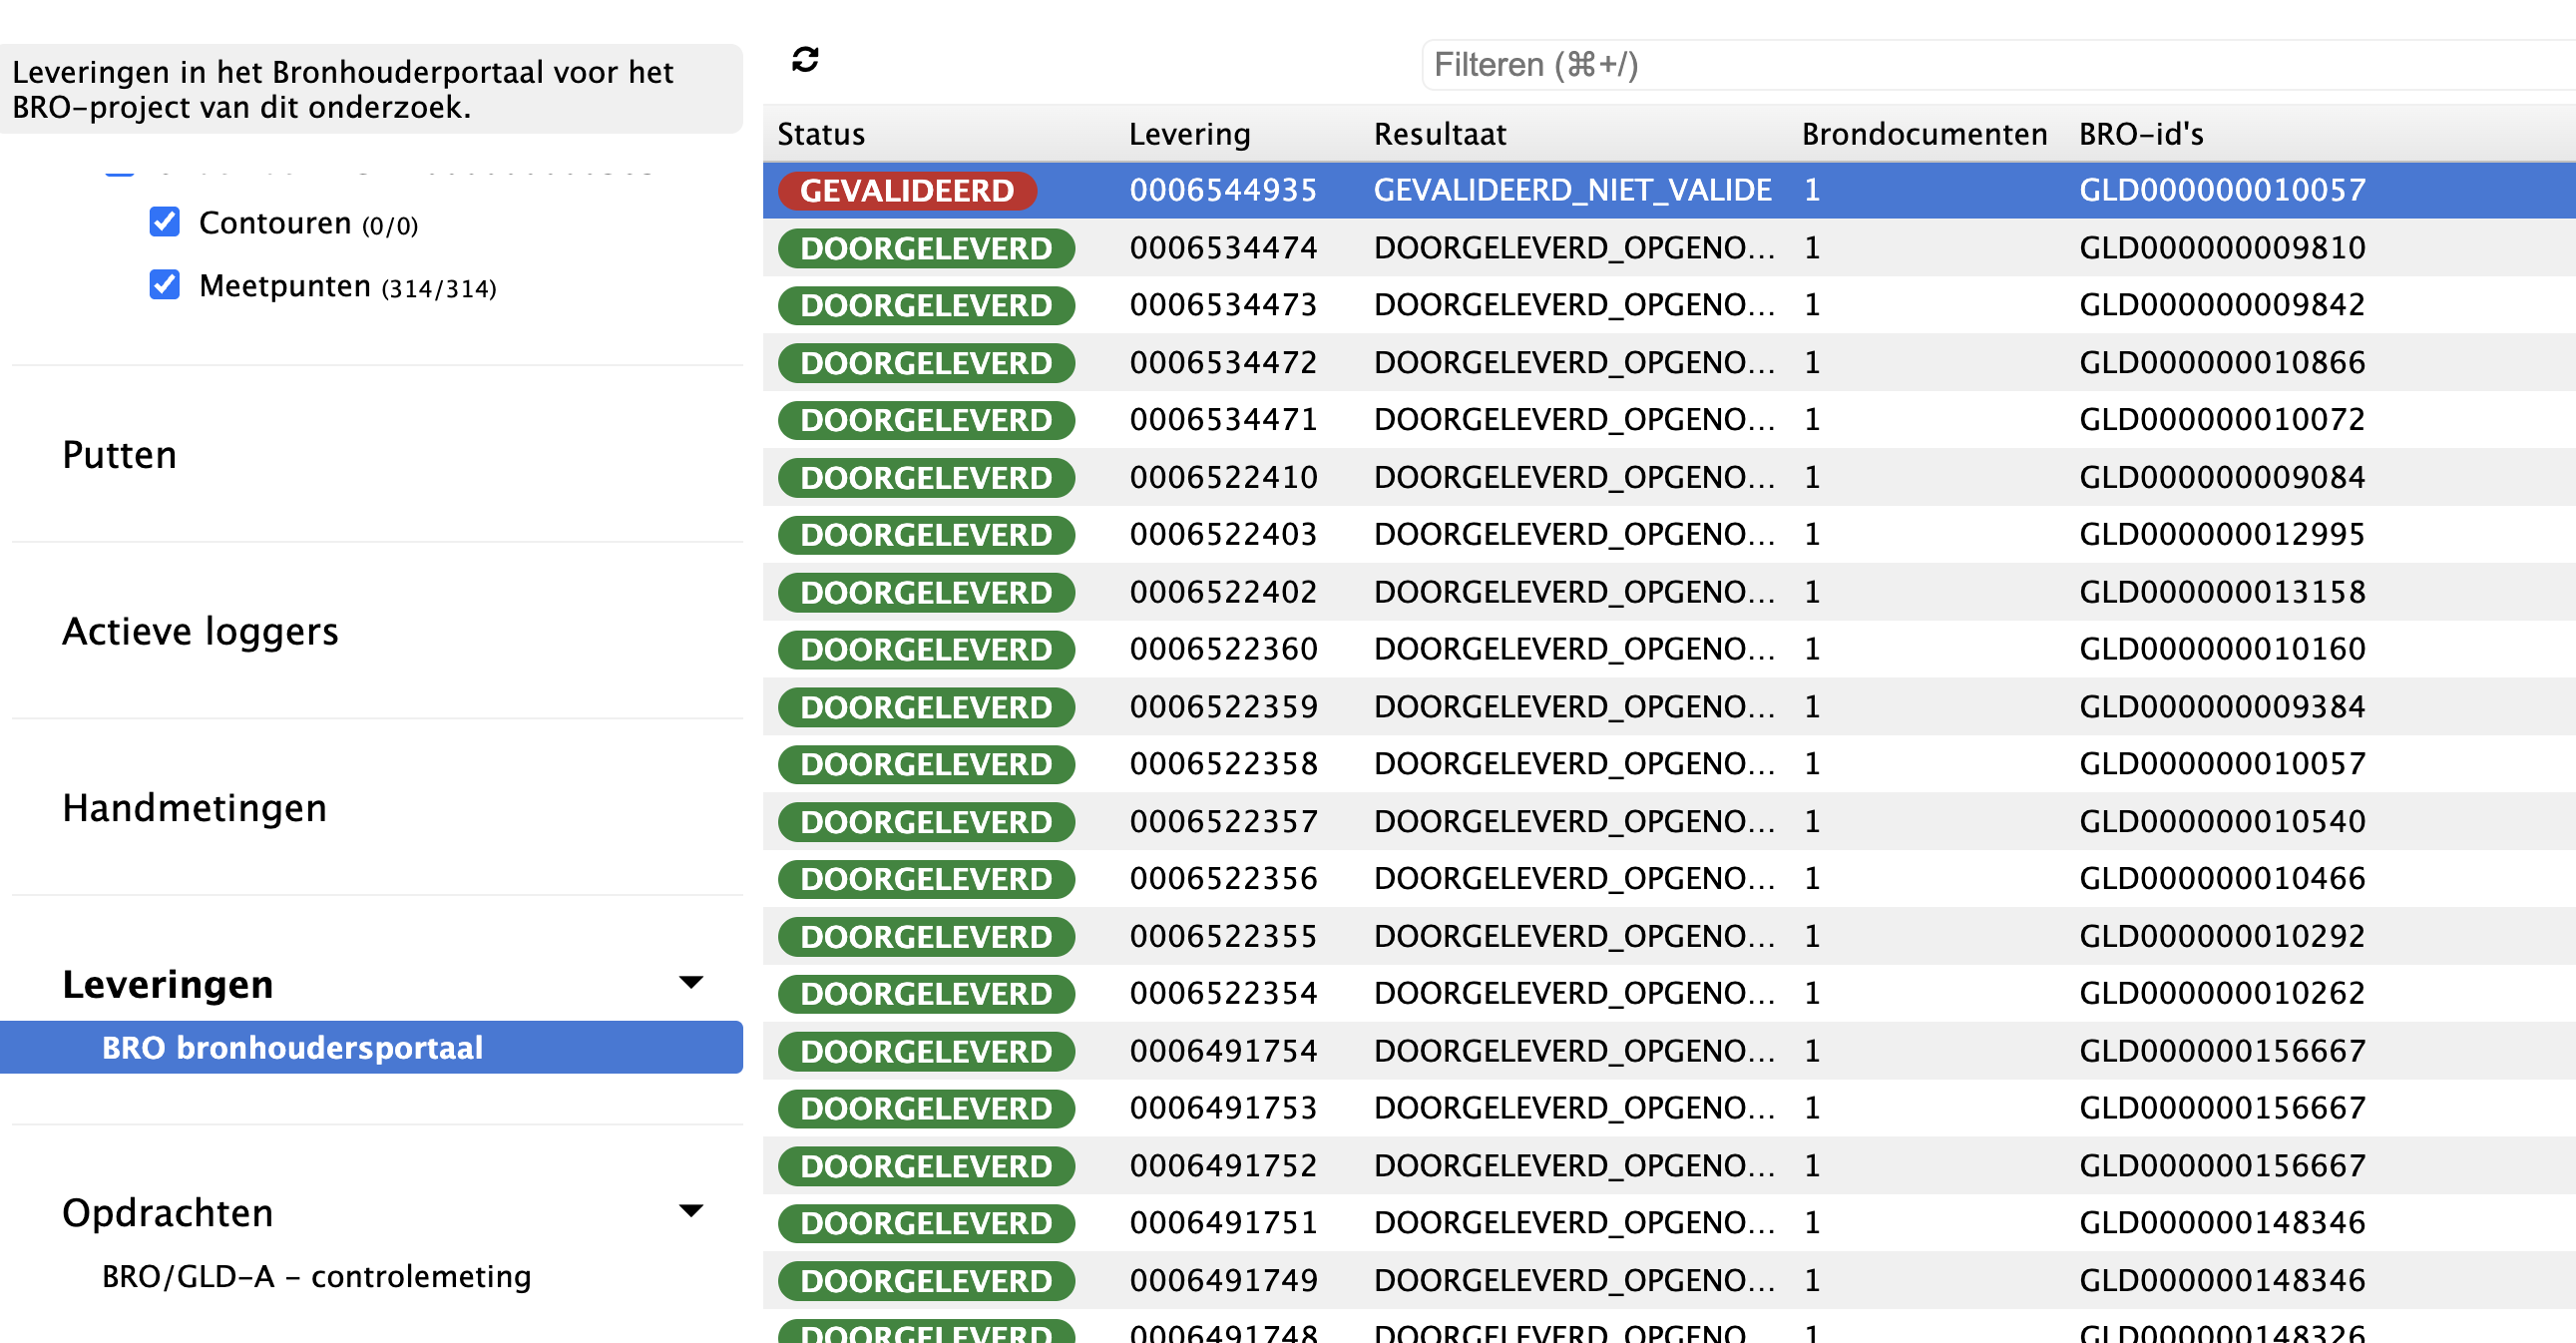 Leveringen in het Bronhouderportaal voor het
BRO-project van dit onderzoek.
Contouren (0/0)
Meetpunten (314/314)
Putten
Actieve loggers
Handmetingen
Leveringen
BRO bronhoudersportaal
Opdrachten
BRO/GLD-A - controlemeting
Filteren (⌘+/)
Status Levering Resultaat Brondocumenten BRO-id's
GEVALIDEERD 0006544935 GEVALIDEERD_NIET_VALIDE 1 GLD000000010057
DOORGELEVERD 0006534474 DOORGELEVERD_OPGENO... 1 GLD000000009810
DOORGELEVERD 0006534473 DOORGELEVERD_OPGENO... 1 GLD000000009842
DOORGELEVERD 0006534472 DOORGELEVERD_OPGENO... 1 GLD000000010866
DOORGELEVERD 0006534471 DOORGELEVERD_OPGENO... 1 GLD000000010072
DOORGELEVERD 0006522410 DOORGELEVERD_OPGENO... 1 GLD000000009084
DOORGELEVERD 0006522403 DOORGELEVERD_OPGENO... 1 GLD000000012995
DOORGELEVERD 0006522402 DOORGELEVERD_OPGENO... 1 GLD000000013158
DOORGELEVERD 0006522360 DOORGELEVERD_OPGENO... 1 GLD000000010160
DOORGELEVERD 0006522359 DOORGELEVERD_OPGENO... 1 GLD000000009384
DOORGELEVERD 0006522358 DOORGELEVERD_OPGENO... 1 GLD000000010057
DOORGELEVERD 0006522357 DOORGELEVERD_OPGENO... 1 GLD000000010540
DOORGELEVERD 0006522356 DOORGELEVERD_OPGENO... 1 GLD000000010466
DOORGELEVERD 0006522355 DOORGELEVERD_OPGENO... 1 GLD000000010292
DOORGELEVERD 0006522354 DOORGELEVERD_OPGENO... 1 GLD000000010262
DOORGELEVERD 0006491754 DOORGELEVERD_OPGENO... 1 GLD000000156667
DOORGELEVERD 0006491753 DOORGELEVERD_OPGENO... 1 GLD000000156667
DOORGELEVERD 0006491752 DOORGELEVERD_OPGENO... 1 GLD000000156667
DOORGELEVERD 0006491751 DOORGELEVERD_OPGENO... 1 GLD000000148346
DOORGELEVERD 0006491749 DOORGELEVERD_OPGENO... 1 GLD000000148346
DOORGELEVERD 0006491748 DOORGELEVERD_OPGENO... 1 GLD000000148326